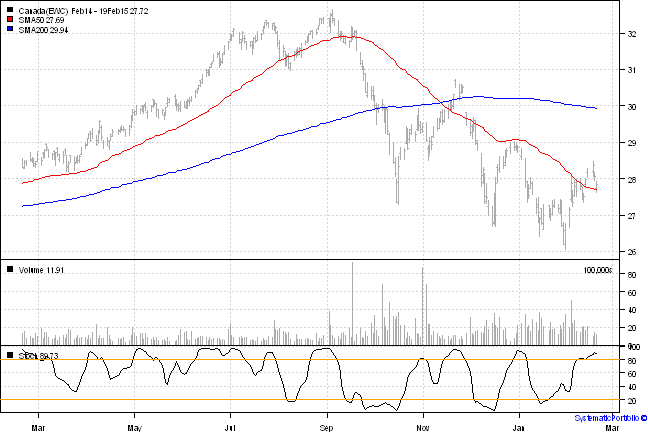 Canada(EWC) Feb14 - 19Feb15 27.72
SMA50 27.69
SMA200 29.94
32
31
30
29
28
27
26
Volume 11.91
100,000s
80
60
40
20
0
100
80
60
40
20
Mar May Jul Sep Nov Jan Mar
SystematicPortfolio ©